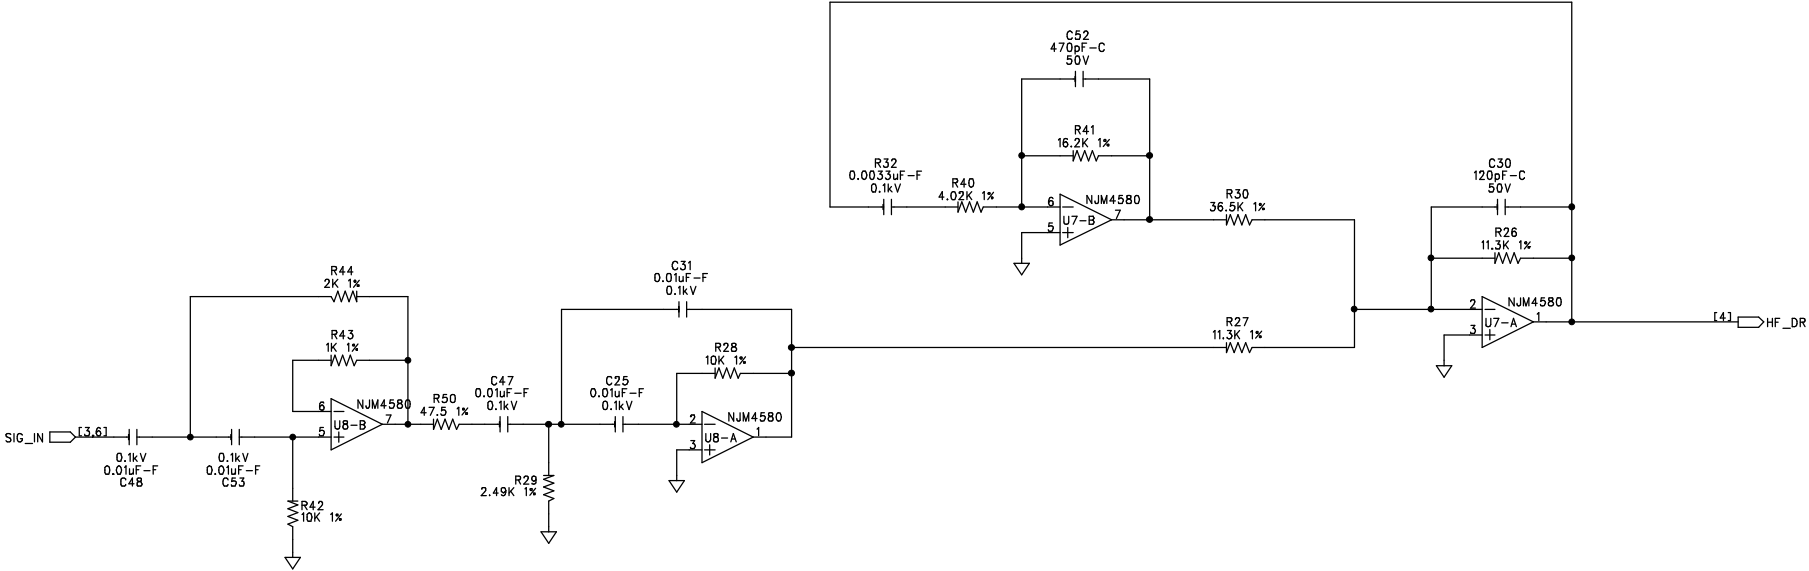 C52
470pF-C
50V
R41
16.2K 1%
R32
0.0033uF-F
0.1kV
R40
4.02K 1%
6
5
7
U7-B
NJM4580
R30
36.5K 1%
C30
120pF-C
50V
R26
11.3K 1%
2
3
1
U7-A
NJM4580
[4]
HF_DR
R27
11.3K 1%
C31
0.01uF-F
0.1kV
R28
10K 1%
R44
2K 1%
R43
1K 1%
6
5
7
U8-B
NJM4580
R50
47.5 1%
C47
0.01uF-F
0.1kV
C25
0.01uF-F
0.1kV
2
3
1
U8-A
NJM4580
SIG_IN
[3,6]
0.1kV
0.01uF-F
C48
0.1kV
0.01uF-F
C53
R29
2.49K 1%
R42
10K 1%